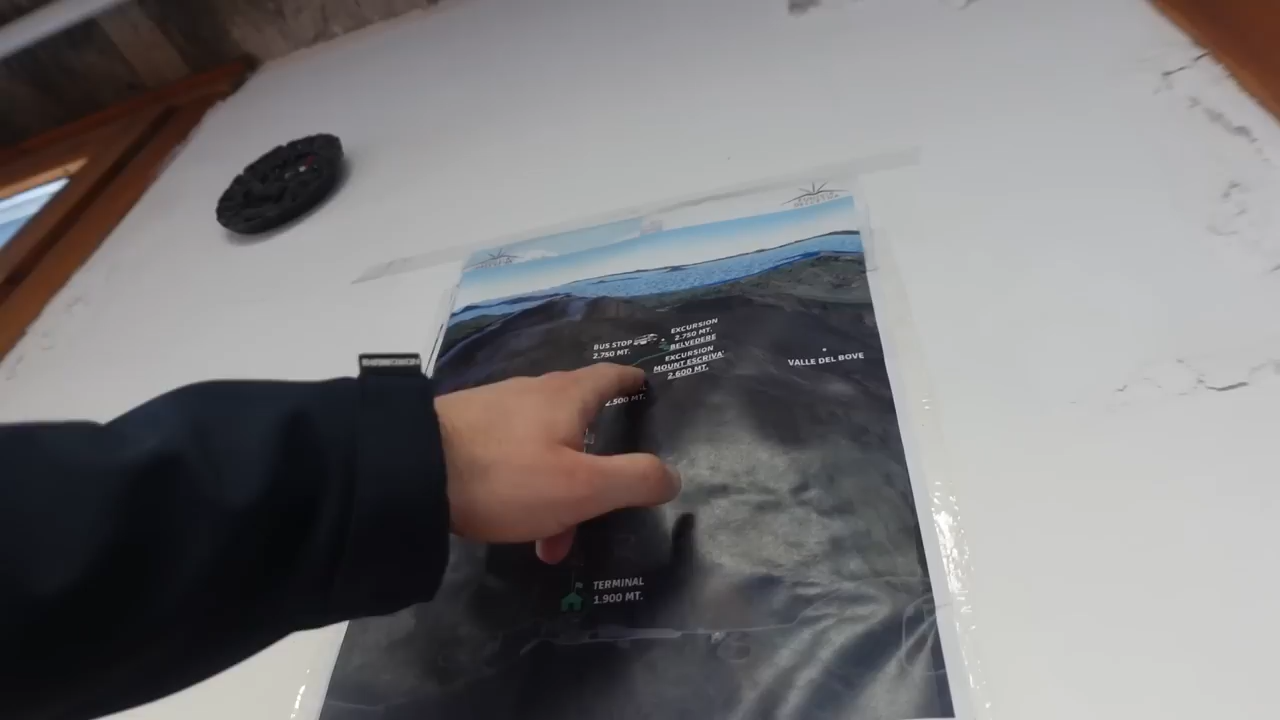 BUS STOP
2.750 MT.
EXCURSION
2.750 MT.
BELVEDERE
EXCURSION
MOUNT ESCRIVA'
2.600 MT.
VALLE DEL BOVE
2.500 MT.
TERMINAL
1.900 MT.